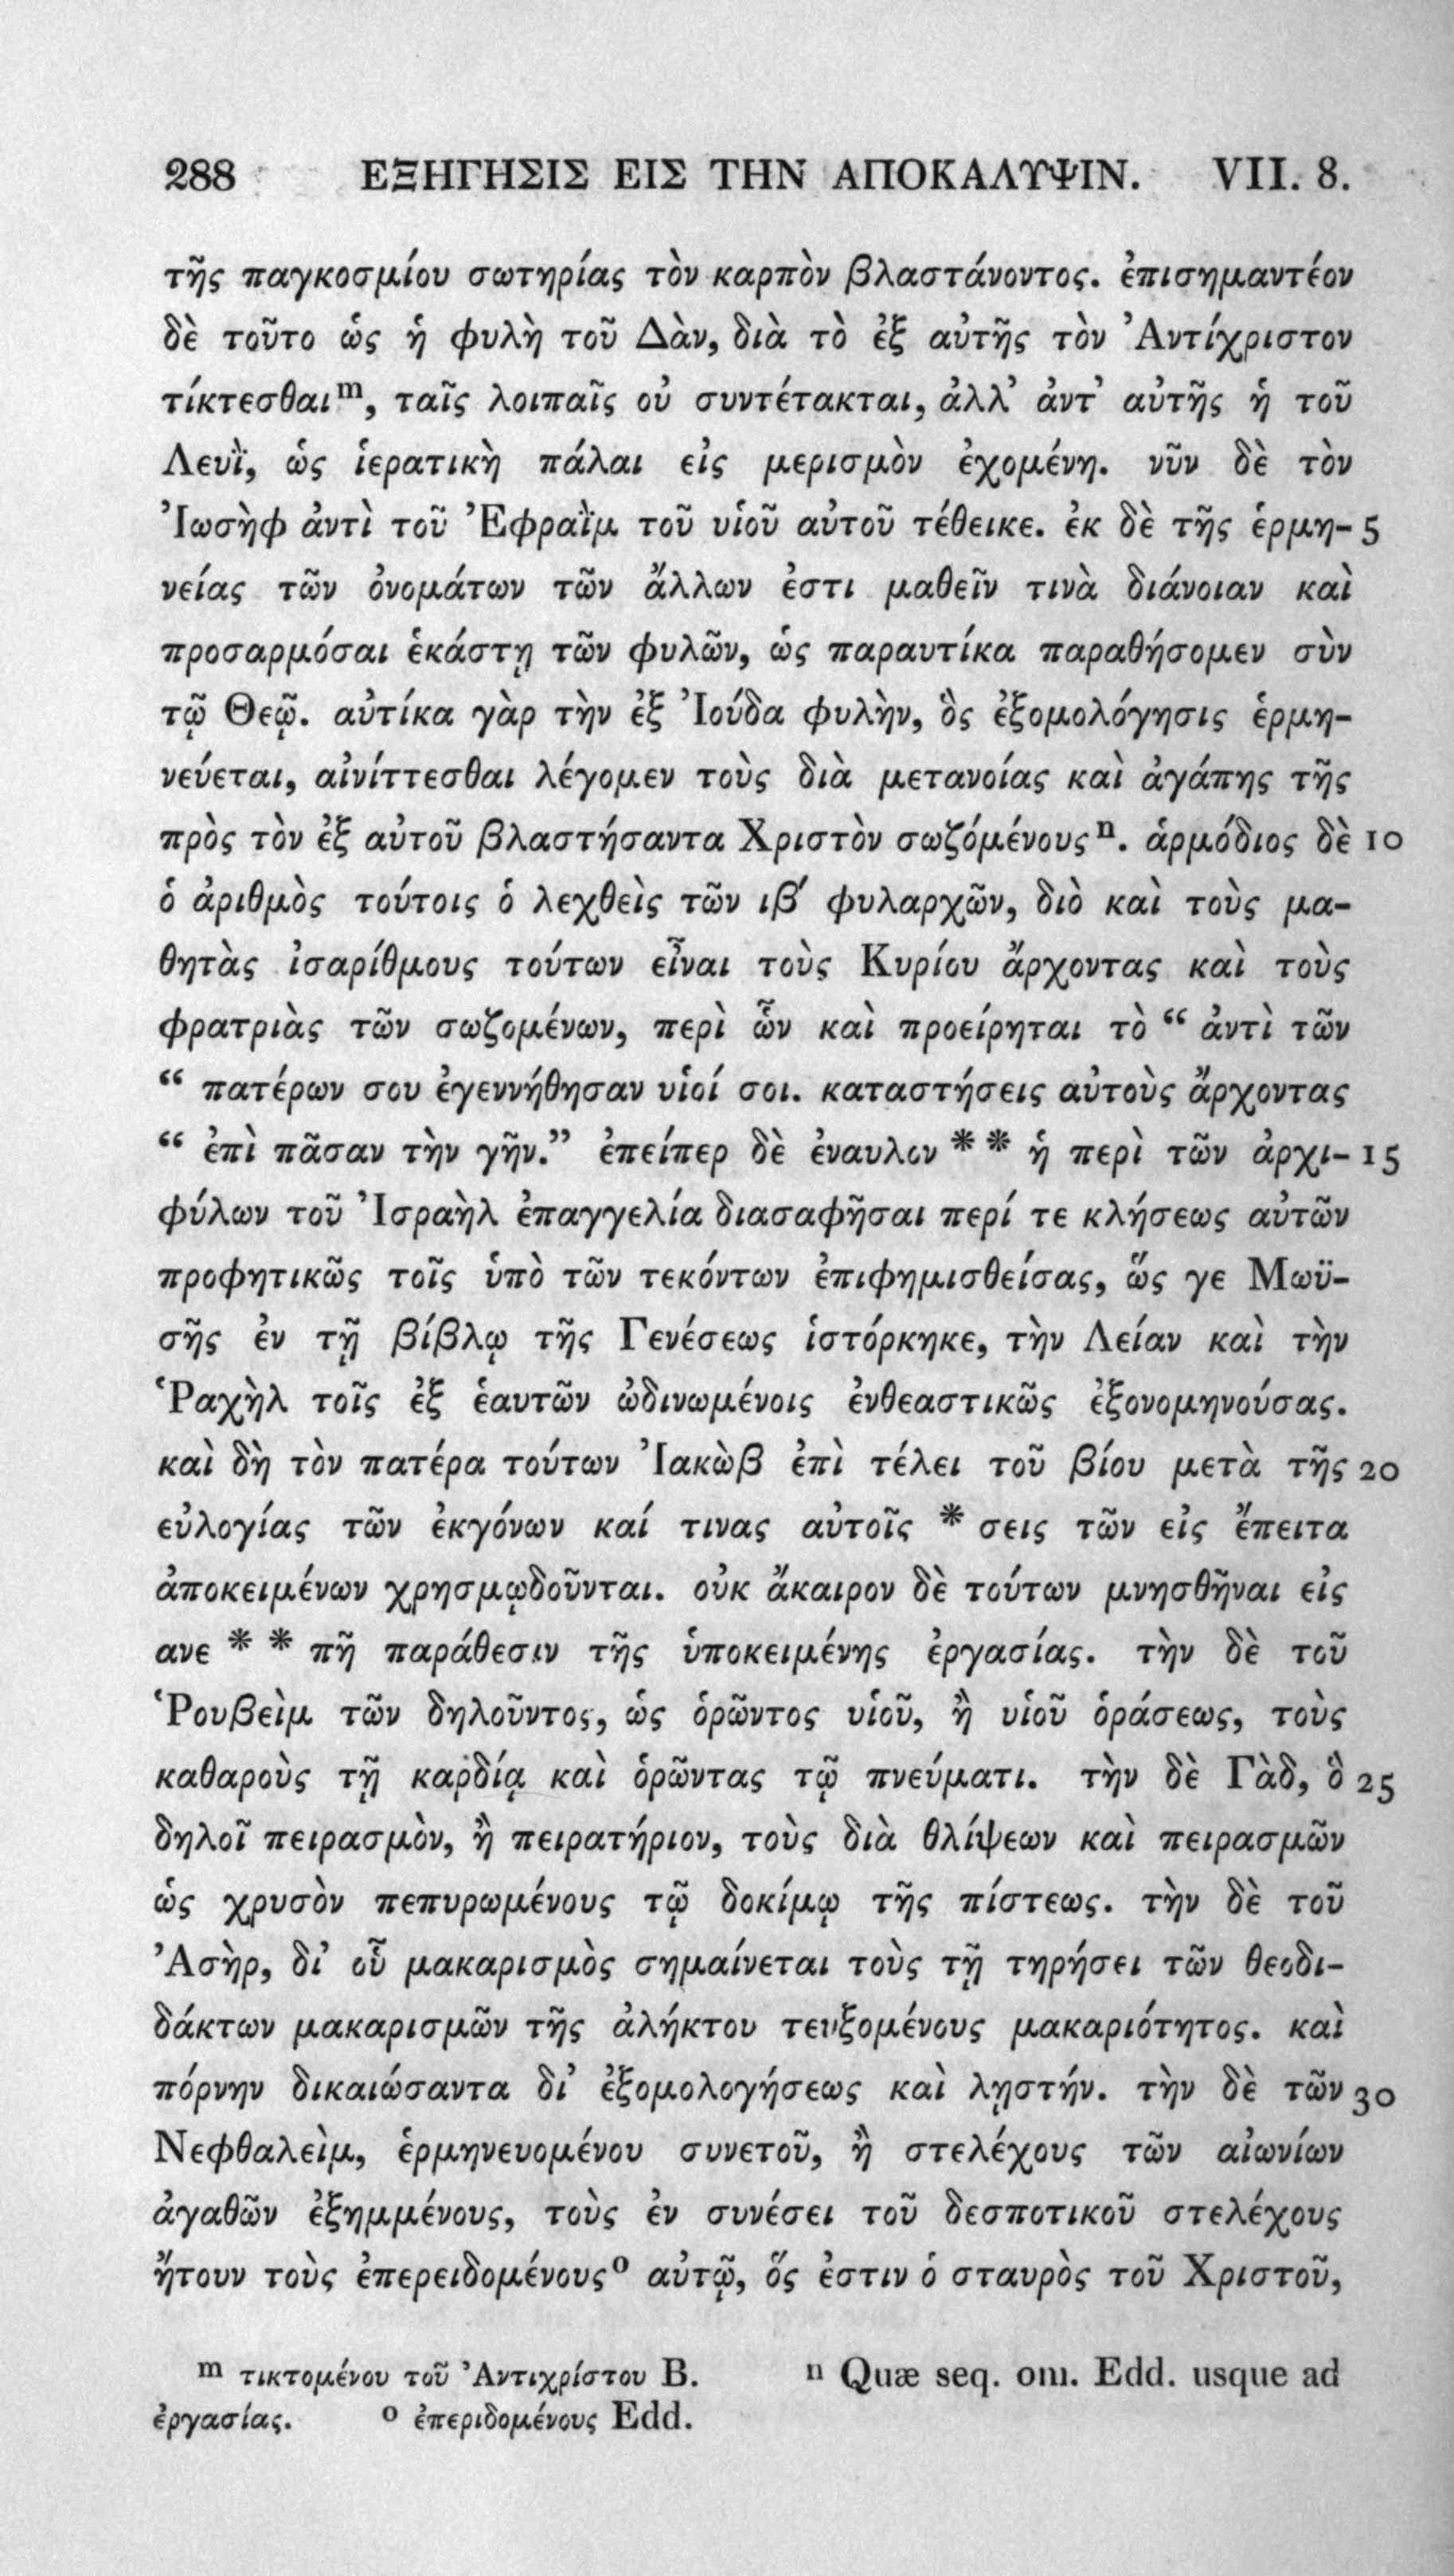 288 ΕΞΗΓΗΣΙΣ ΕΙΣ ΤΗΝ ΑΠΟΚΑΛΥΨΙΝ. VII. 8.
τῆς παγκοσμίου σωτηρίας τὸν καρπὸν βλαστάνοντος. ἐπισημαντέον
δὲ τοῦτο ὡς ἡ φυλὴ τοῦ Δὰν, διὰ τὸ ἐξ αὐτῆς τὸν Ἀντίχριστον
τίκτεσθαι m, ταῖς λοιπαῖς οὐ συντέτακται, ἀλλ’ ἀντ’ αὐτῆς ἡ τοῦ
Λευῒ, ὡς ἱερατικὴ πάλαι εἰς μερισμὸν ἐχομένη. νῦν δὲ τὸν
Ἰωσὴφ ἀντὶ τοῦ Ἐφραῒμ τοῦ υἱοῦ αὐτοῦ τέθεικε. ἐκ δὲ τῆς ἑρμη- 5
νείας τῶν ὀνομάτων τῶν ἄλλων ἐστι μαθεῖν τινὰ διάνοιαν καὶ
προσαρμόσαι ἑκάστῃ τῶν φυλῶν, ὡς παραυτίκα παραθήσομεν σὺν
τῷ Θεῷ. αὐτίκα γὰρ τὴν ἐξ Ἰούδα φυλὴν, ὃς ἐξομολόγησις ἑρμη-
νεύεται, αἰνίττεσθαι λέγομεν τοὺς διὰ μετανοίας καὶ ἀγάπης τῆς
πρὸς τὸν ἐξ αὐτοῦ βλαστήσαντα Χριστὸν σωζόμένους n. ἁρμόδιος δὲ 10
ὁ ἀριθμὸς τούτοις ὁ λεχθεὶς τῶν ιβ′ φυλαρχῶν, διὸ καὶ τοὺς μα-
θητὰς ἰσαρίθμους τούτων εἶναι τοὺς Κυρίου ἄρχοντας καὶ τοὺς
φρατριὰς τῶν σωζομένων, περὶ ὧν καὶ προείρηται τὸ “ ἀντὶ τῶν
“ πατέρων σου ἐγεννήθησαν υἱοί σοι. καταστήσεις αὐτοὺς ἄρχοντας
“ ἐπὶ πᾶσαν τὴν γῆν.” ἐπείπερ δὲ ἐναυλον * * ἡ περὶ τῶν ἀρχι- 15
φύλων τοῦ Ἰσραὴλ ἐπαγγελία διασαφῆσαι περί τε κλήσεως αὐτῶν
προφητικῶς τοῖς ὑπὸ τῶν τεκόντων ἐπιφημισθείσας, ὥς γε Μωϋ-
σῆς ἐν τῇ βίβλῳ τῆς Γενέσεως ἱστόρκηκε, τὴν Λείαν καὶ τὴν
Ῥαχὴλ τοῖς ἐξ ἑαυτῶν ὠδινωμένοις ἐνθεαστικῶς ἐξονομηνούσας.
καὶ δὴ τὸν πατέρα τούτων Ἰακὼβ ἐπὶ τέλει τοῦ βίου μετὰ τῆς 20
εὐλογίας τῶν ἐκγόνων καί τινας αὐτοῖς * σεις τῶν εἰς ἔπειτα
ἀποκειμένων χρησμῳδοῦνται. οὐκ ἄκαιρον δὲ τούτων μνησθῆναι εἰς
ανε * * πῆ παράθεσιν τῆς ὑποκειμένης ἐργασίας. τὴν δὲ τοῦ
Ῥουβεὶμ τῶν δηλοῦντος, ὡς ὁρῶντος υἱοῦ, ἢ υἱοῦ ὁράσεως, τοὺς
καθαροὺς τῇ καρδίᾳ καὶ ὁρῶντας τῷ πνεύματι. τὴν δὲ Γὰδ, ὃ 25
δηλοῖ πειρασμὸν, ἢ πειρατήριον, τοὺς διὰ θλίψεων καὶ πειρασμῶν
ὡς χρυσὸν πεπυρωμένους τῷ δοκίμῳ τῆς πίστεως. τὴν δὲ τοῦ
Ἀσὴρ, δι’ οὗ μακαρισμὸς σημαίνεται τοὺς τῇ τηρήσει τῶν θεοδι-
δάκτων μακαρισμῶν τῆς ἀλήκτου τευξομένους μακαριότητος. καὶ
πόρνην δικαιώσαντα δι’ ἐξομολογήσεως καὶ λῃστήν. τὴν δὲ τῶν 30
Νεφθαλεὶμ, ἑρμηνευομένου συνετοῦ, ἢ στελέχους τῶν αἰωνίων
ἀγαθῶν ἐξημμένους, τοὺς ἐν συνέσει τοῦ δεσποτικοῦ στελέχους
ἤτουν τοὺς ἐπερειδομένους o αὐτῷ, ὅς ἐστιν ὁ σταυρὸς τοῦ Χριστοῦ,
m τικτομένου τοῦ Ἀντιχρίστου B. n Quæ seq. om. Edd. usque ad
ἐργασίας. o ἐπεριδομένους Edd.